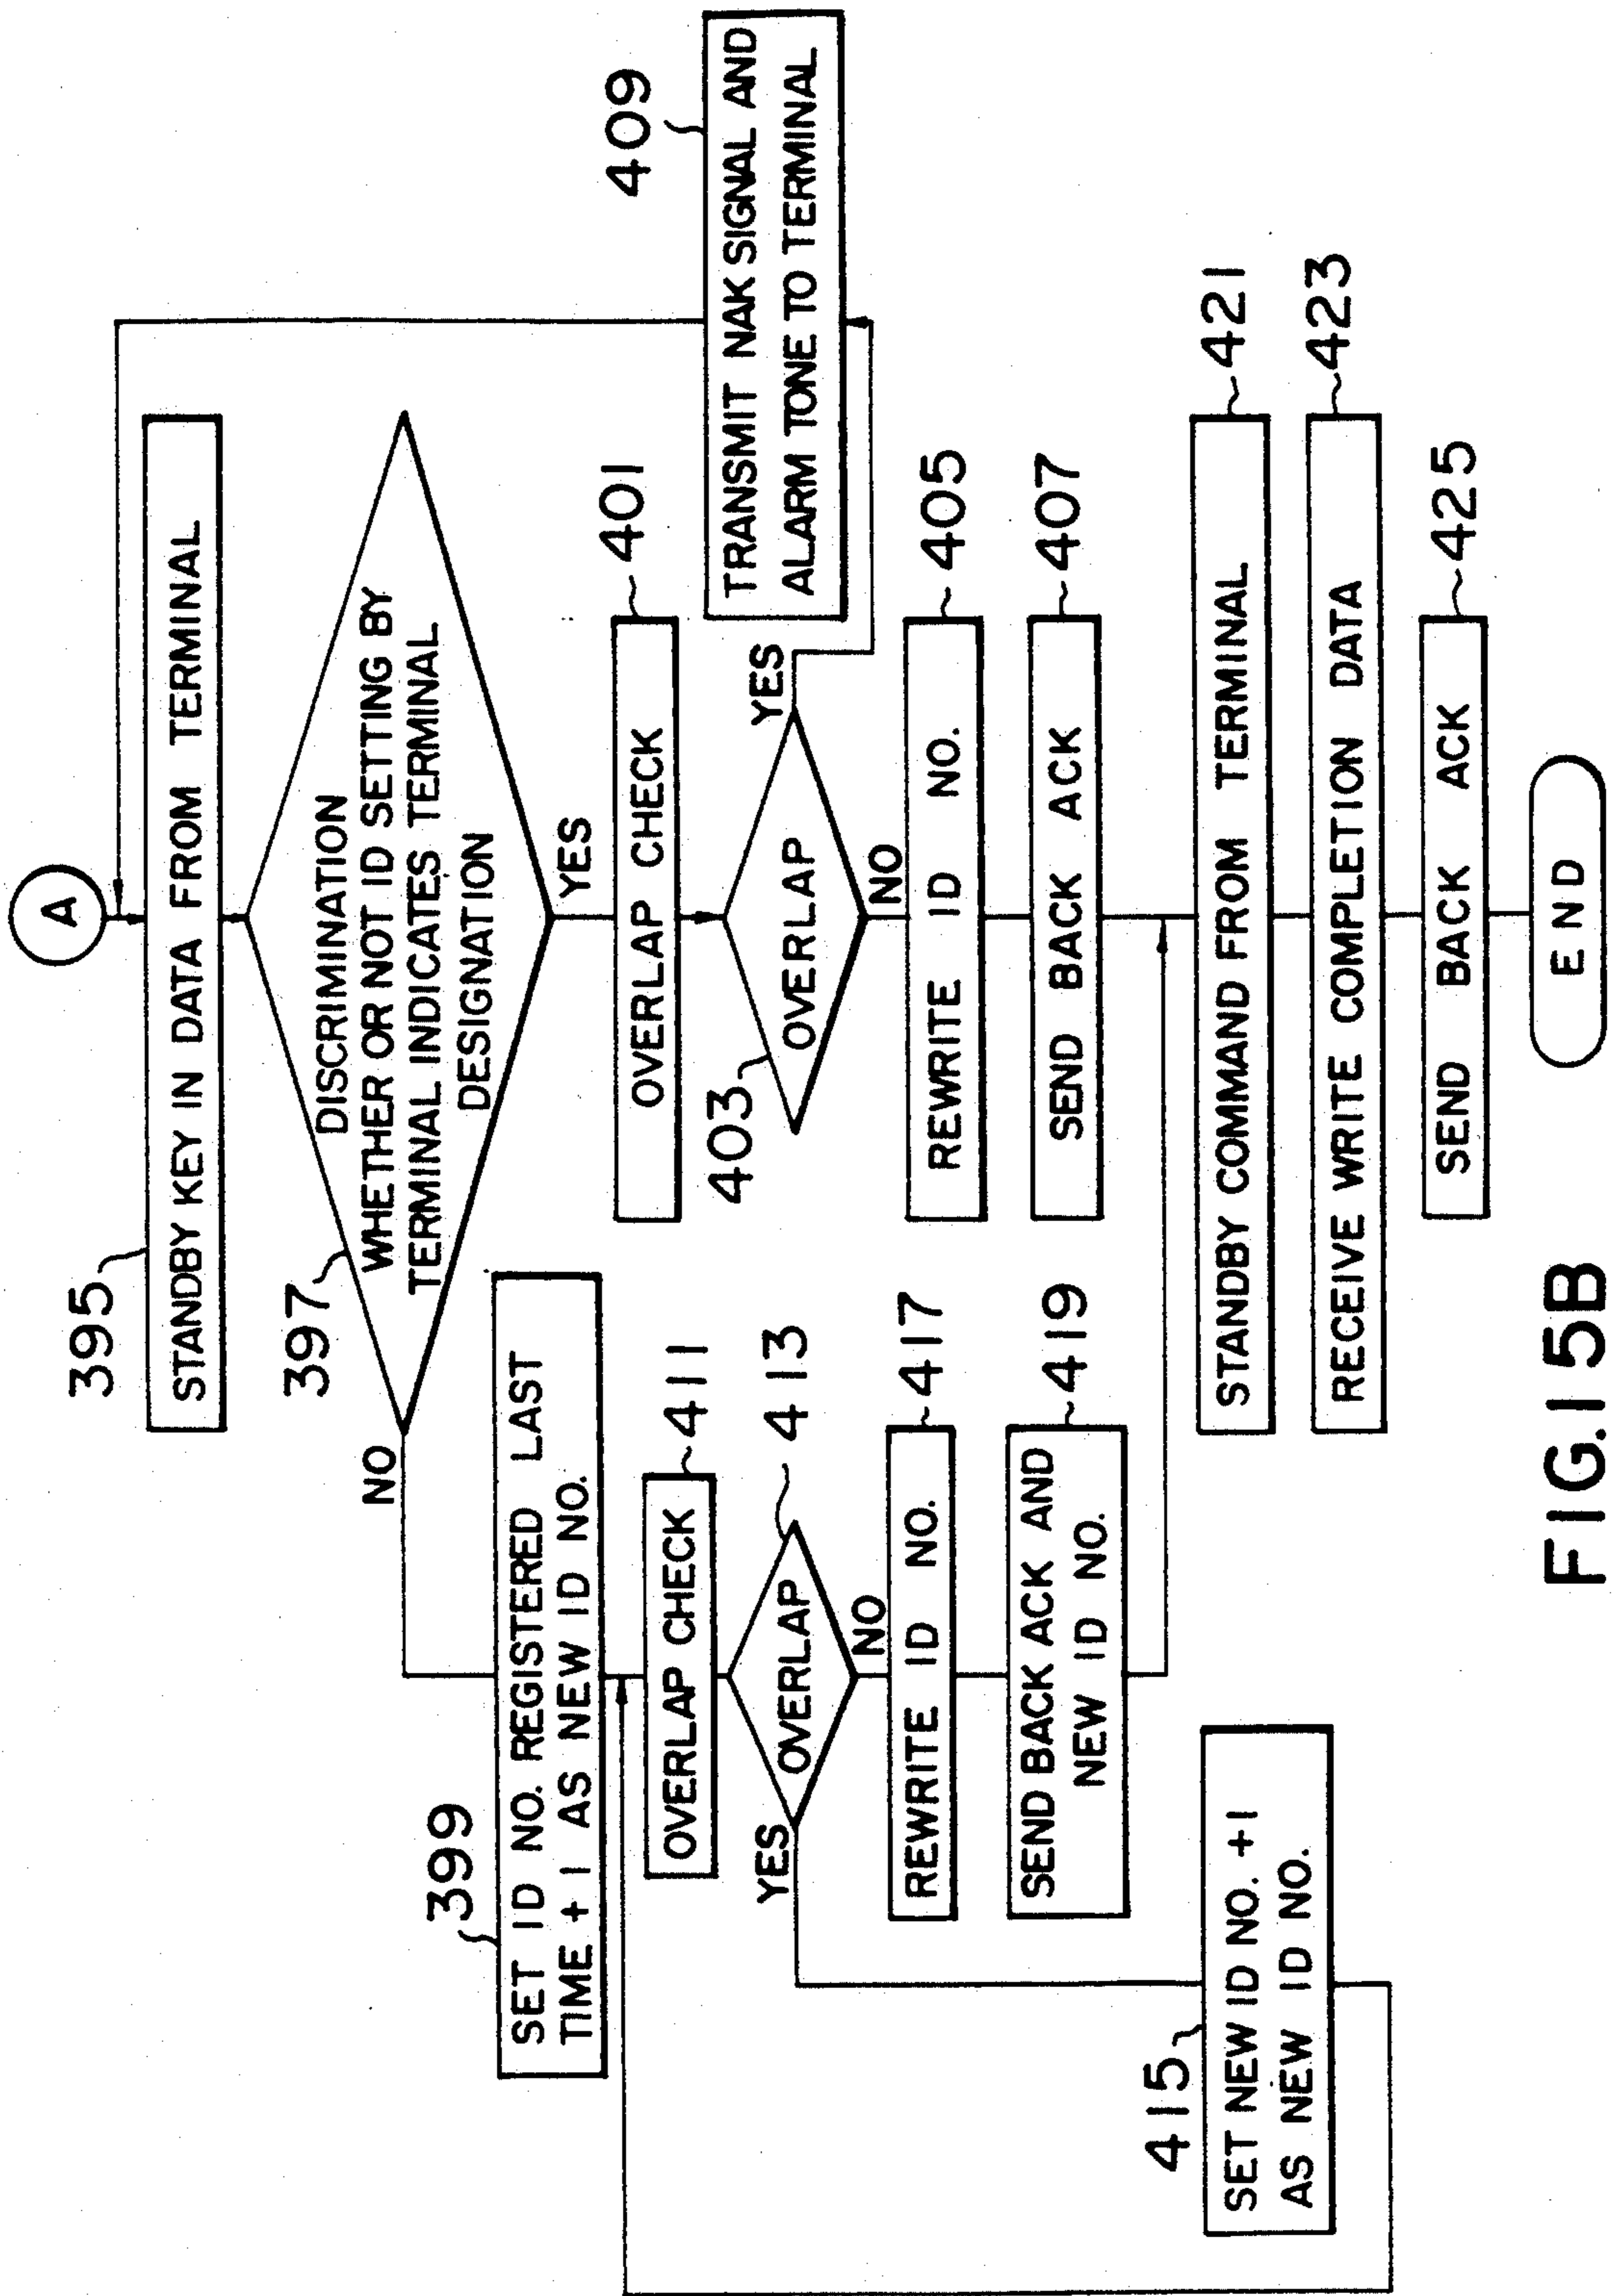 A
395
STANDBY KEY IN DATA FROM TERMINAL
397
DISCRIMINATION
WHETHER OR NOT ID SETTING BY
TERMINAL INDICATES TERMINAL
DESIGNATION
NO
YES
399
SET ID NO. REGISTERED LAST
TIME + 1 AS NEW ID NO.
OVERLAP CHECK
401
OVERLAP CHECK
411
403
OVERLAP
YES
NO
409
TRANSMIT NAK SIGNAL AND
ALARM TONE TO TERMINAL
OVERLAP
413
YES
NO
REWRITE ID NO.
405
REWRITE ID NO.
417
SEND BACK ACK
407
SEND BACK ACK AND
NEW ID NO.
419
415
SET NEW ID NO. +1
AS NEW ID NO.
STANDBY COMMAND FROM TERMINAL
421
RECEIVE WRITE COMPLETION DATA
423
SEND BACK ACK
425
END
FIG.15B